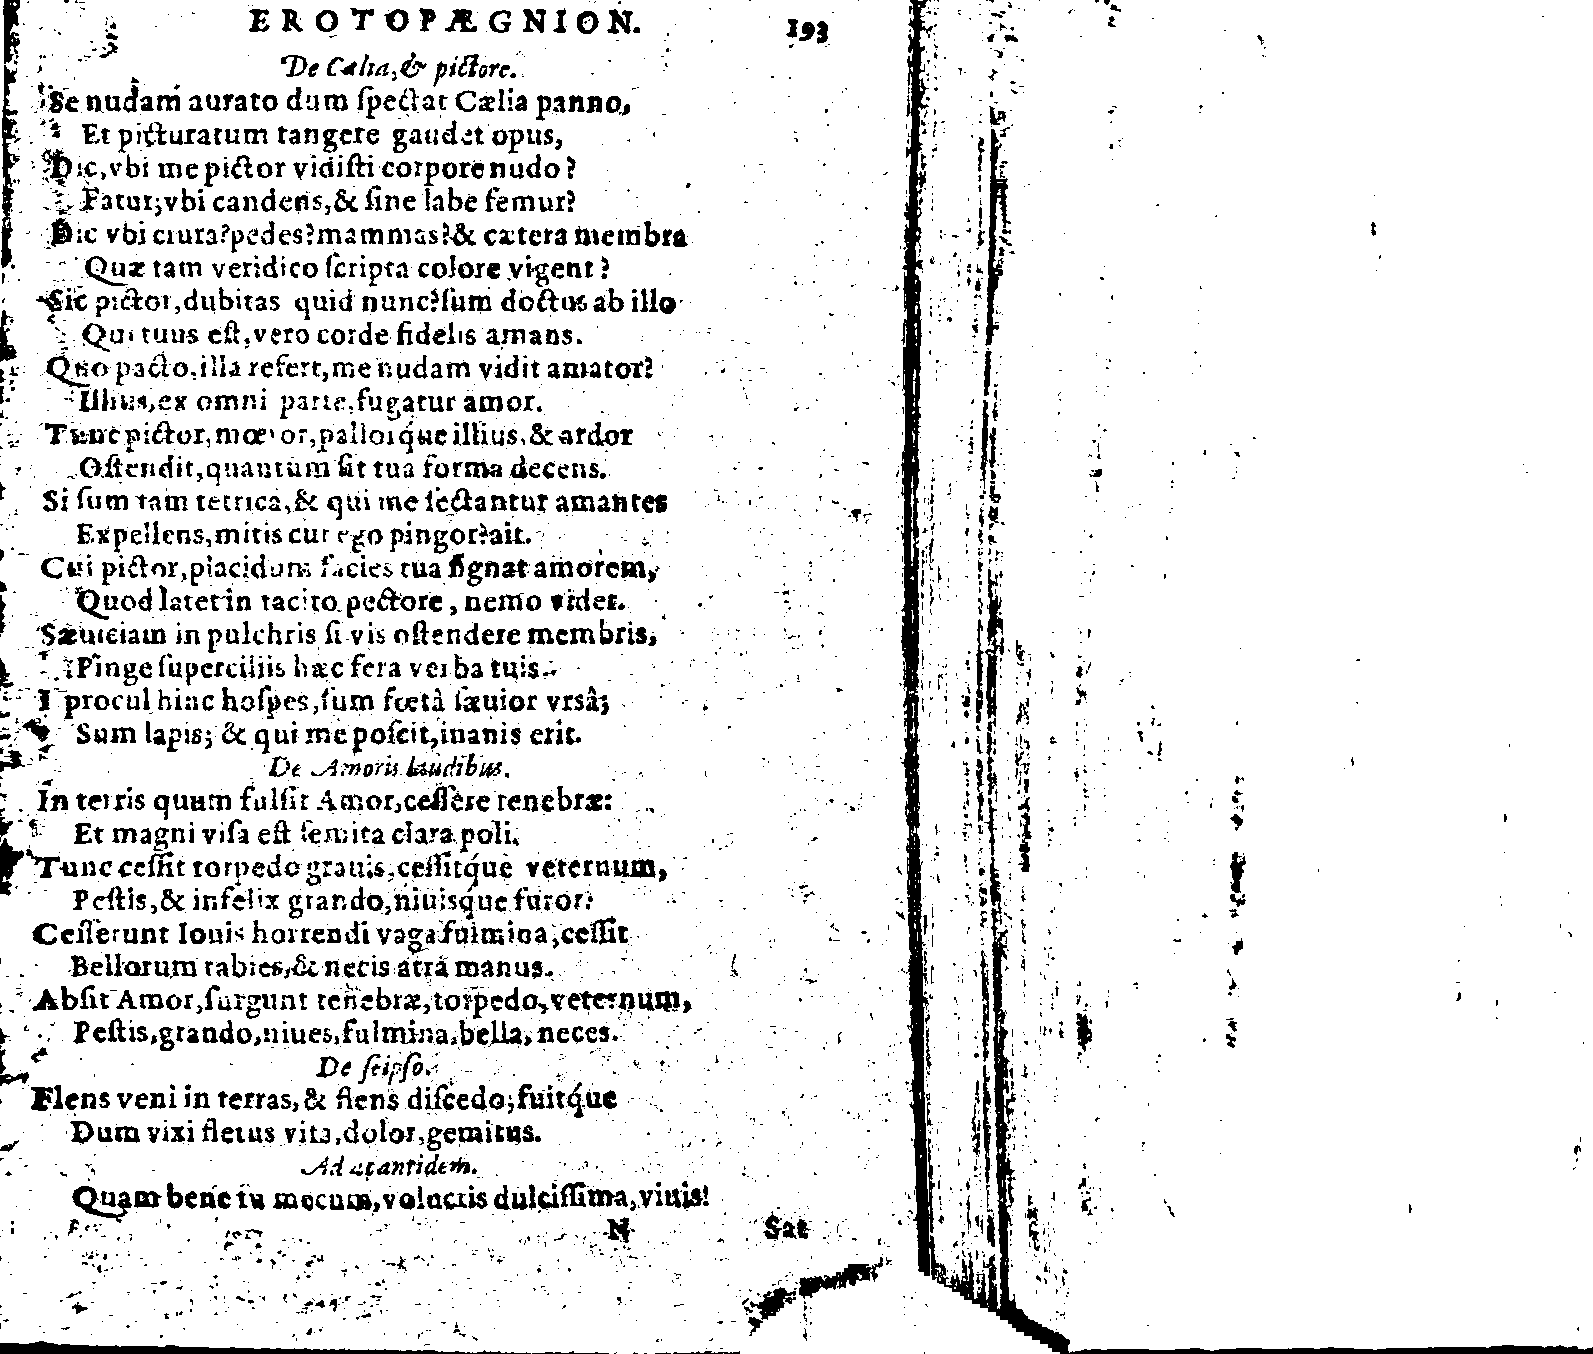 EROTOPÆGNION. 193
De Cælia, & pictore.
Se nudam aurato dum ſpectat Cælia panno,
Et picturatum tangere gaudet opus,
Dic, vbi me pictor vidiſti corpore nudo?
Fatur; vbi candens, & ſine labe femur?
Dic vbi crura? pedes? mammas? & cætera membra
Quæ tam veridico ſcripta colore vigent?
Sic pictor, dubitas quid nunc? ſum doctus ab illo
Qui tuus eſt, vero corde fidelis amans.
Quo pacto, illa refert, me nudam vidit amator?
Illius, ex omni parte, fugatur amor.
Tunc pictor, mœror, pallorq́ue illius, & ardor
Oſtendit, quantum ſit tua forma decens.
Si ſum tam tetrica, & qui me ſectantur amantes
Expellens, mitis cur ego pingor? ait.
Cui pictor, placidum facies tua ſignat amorem,
Quod latet in tacito pectore, nemo videt.
Sæuitiam in pulchris ſi vis oſtendere membris,
Pinge ſuperciliis hæc fera verba tuis.
I procul hinc hoſpes, ſum fœtâ ſæuior vrsâ;
Sum lapis; & qui me poſcit, inanis erit.
De Amoris laudibus.
In terris quum fulſit Amor, ceſſere tenebræ:
Et magni viſa eſt ſemita clara poli.
Tunc ceſſit torpedo grauis, ceſſitq́ue veternum,
Peſtis, & infelix grando, niuisque furor:
Ceſſerunt Iouis horrendi vaga fulmina, ceſſit
Bellorum rabies, & necis atra manus.
Abſit Amor, ſurgunt tenebræ, torpedo, veternum,
Peſtis, grando, niues, fulmina, bella, neces.
De ſeipſo.
Flens veni in terras, & flens diſcedo; fuitq́ue
Dum vixi fletus vita, dolor, gemitus.
Ad acantidem.
Quam bene tu mecum, volucris dulciſſima, viuis!
N Sat